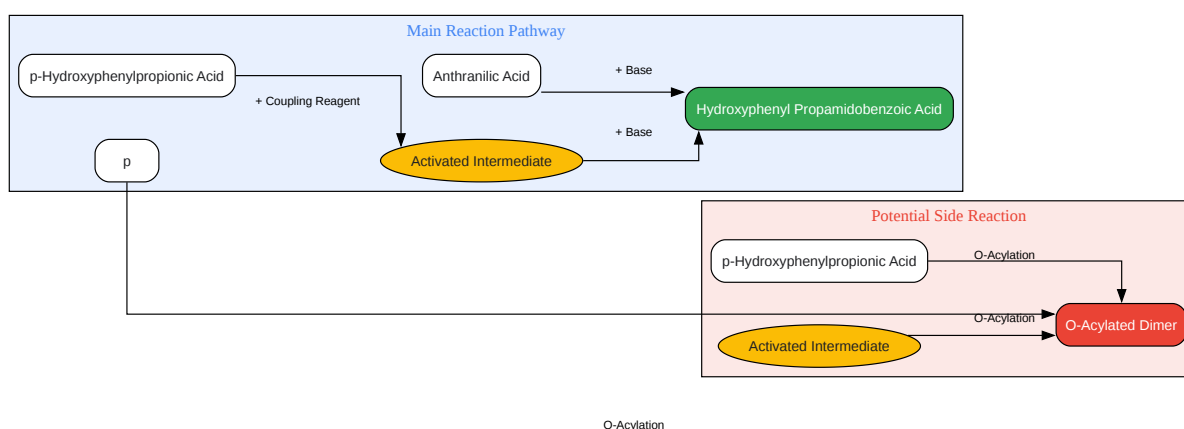 Main Reaction Pathway
p-Hydroxyphenylpropionic Acid
Anthranilic Acid
+ Base
+ Coupling Reagent
Hydroxyphenyl Propamidobenzoic Acid
+ Base
p
Activated Intermediate
Potential Side Reaction
p-Hydroxyphenylpropionic Acid
O-Acylation
O-Acylation
O-Acylated Dimer
Activated Intermediate
O-Acylation